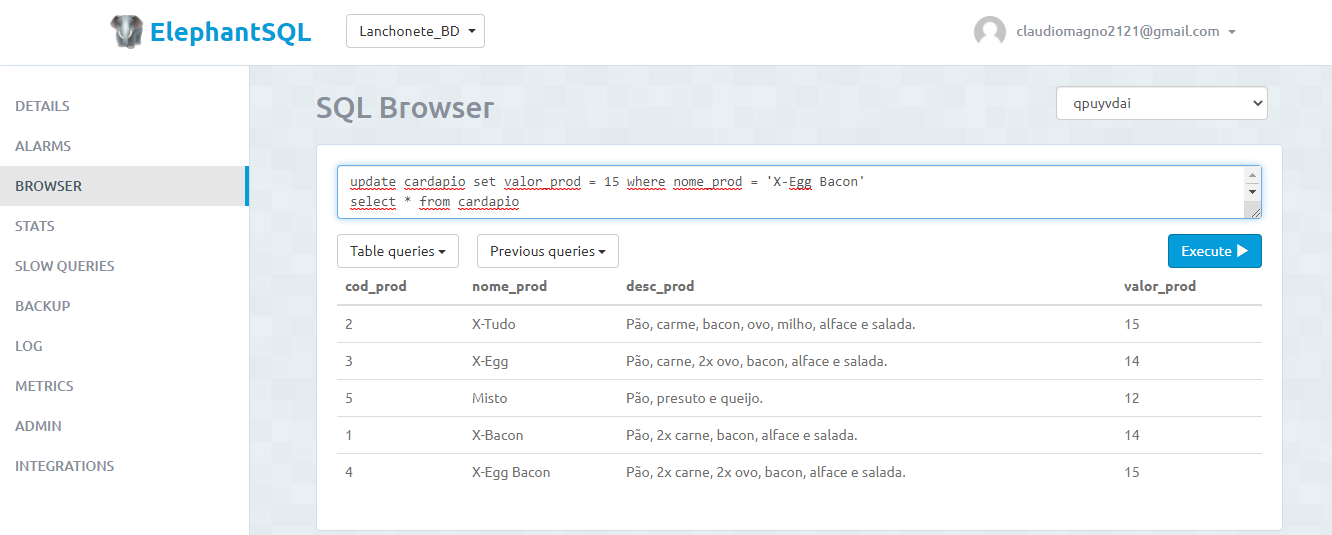 ElephantSQL Lanchonete_BD claudiomagno2121@gmail.com
DETAILS
ALARMS
BROWSER
STATS
SLOW QUERIES
BACKUP
LOG
METRICS
ADMIN
INTEGRATIONS
SQL Browser qpuyvdai
update cardapio set valor_prod = 15 where nome_prod = 'X-Egg Bacon'
select * from cardapio
Table queries Previous queries Execute
cod_prod nome_prod desc_prod valor_prod
2 X-Tudo Pão, carme, bacon, ovo, milho, alface e salada. 15
3 X-Egg Pão, carne, 2x ovo, bacon, alface e salada. 14
5 Misto Pão, presuto e queijo. 12
1 X-Bacon Pão, 2x carne, bacon, alface e salada. 14
4 X-Egg Bacon Pão, 2x carne, 2x ovo, bacon, alface e salada. 15